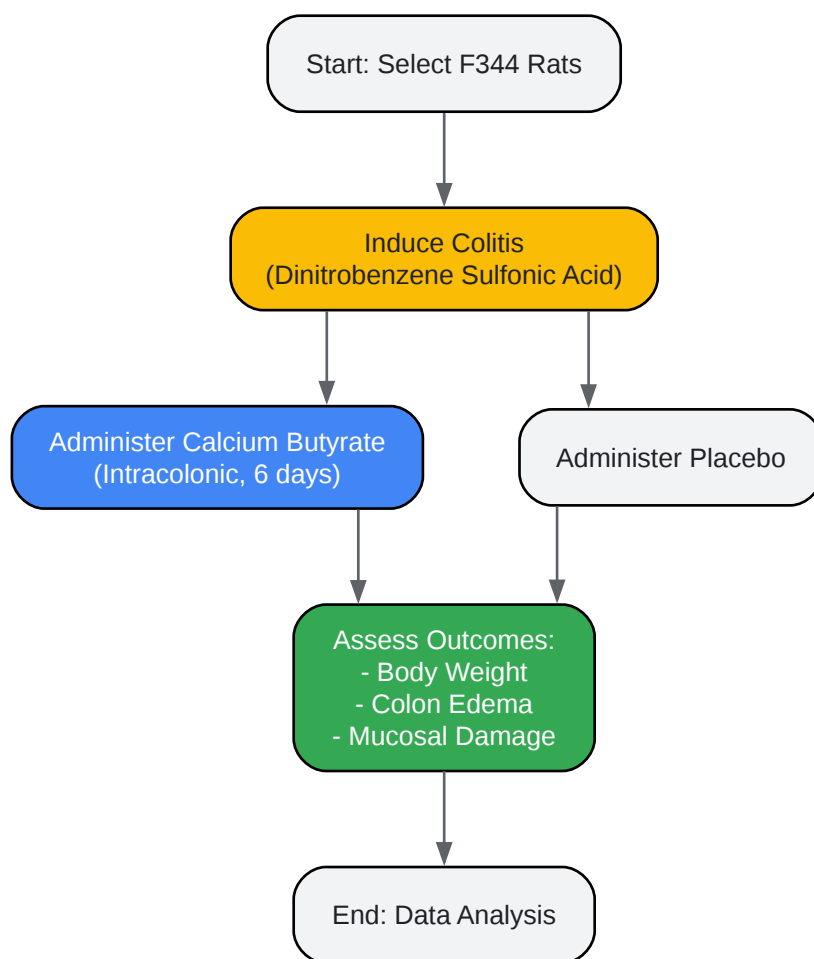 Start: Select F344 Rats
Induce Colitis
(Dinitrobenzene Sulfonic Acid)
Administer Calcium Butyrate
(Intracolonic, 6 days)
Administer Placebo
Assess Outcomes:
- Body Weight
- Colon Edema
- Mucosal Damage
End: Data Analysis